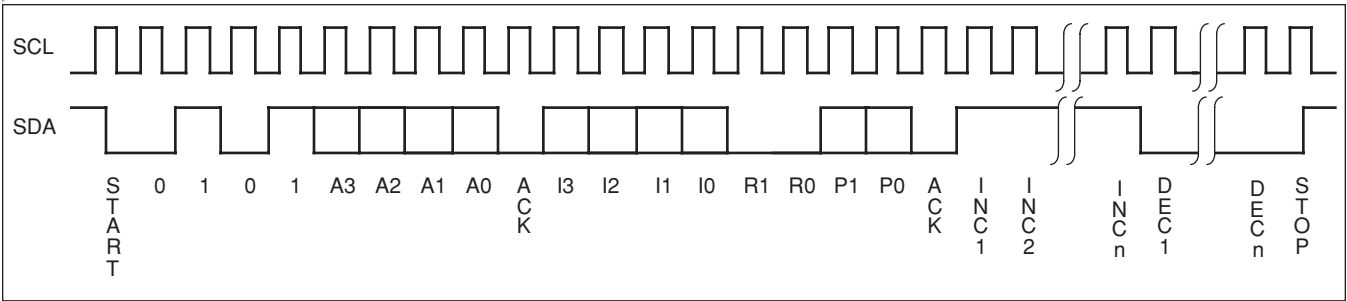 SCL
SDA
START 0 1 0 1 A3 A2 A1 A0 ACK I3 I2 I1 I0 R1 R0 P1 P0 ACK INC1 INC2 INCn DEC1 DECn STOP